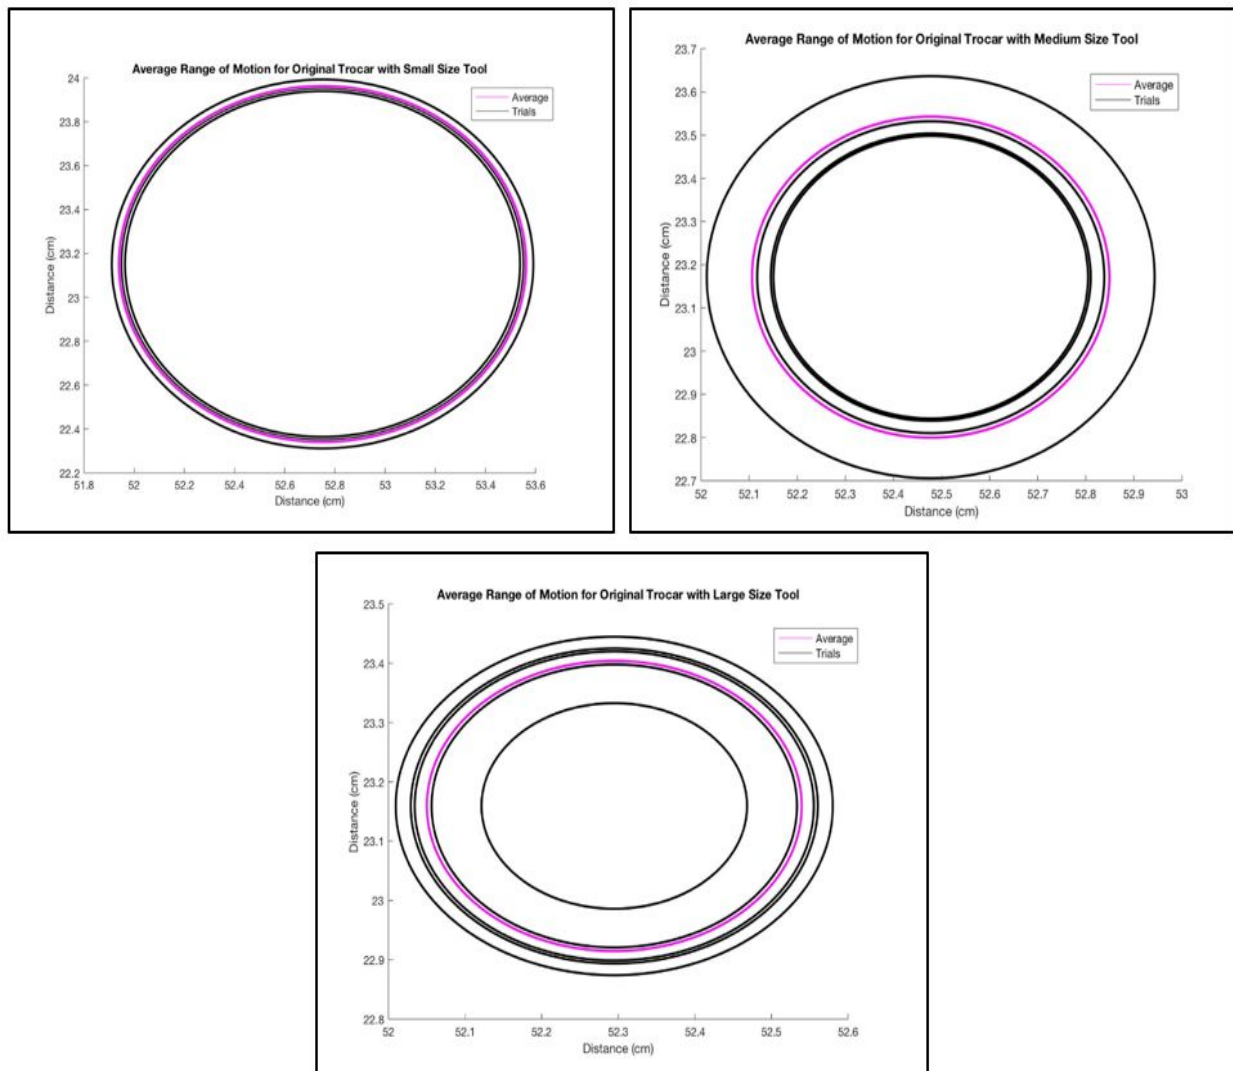 Average Range of Motion for Original Trocar with Small Size Tool
Average
Trials
24
23.8
23.6
23.4
23.2
23
22.8
22.6
22.4
22.2
Distance (cm)
51.8 52 52.2 52.4 52.6 52.8 53 53.2 53.4 53.6
Distance (cm)
Average Range of Motion for Original Trocar with Medium Size Tool
Average
Trials
23.7
23.6
23.5
23.4
23.3
23.2
23.1
23
22.9
22.8
22.7
Distance (cm)
52 52.1 52.2 52.3 52.4 52.5 52.6 52.7 52.8 52.9 53
Distance (cm)
Average Range of Motion for Original Trocar with Large Size Tool
Average
Trials
23.5
23.4
23.3
23.2
23.1
23
22.9
22.8
Distance (cm)
52 52.1 52.2 52.3 52.4 52.5 52.6
Distance (cm)